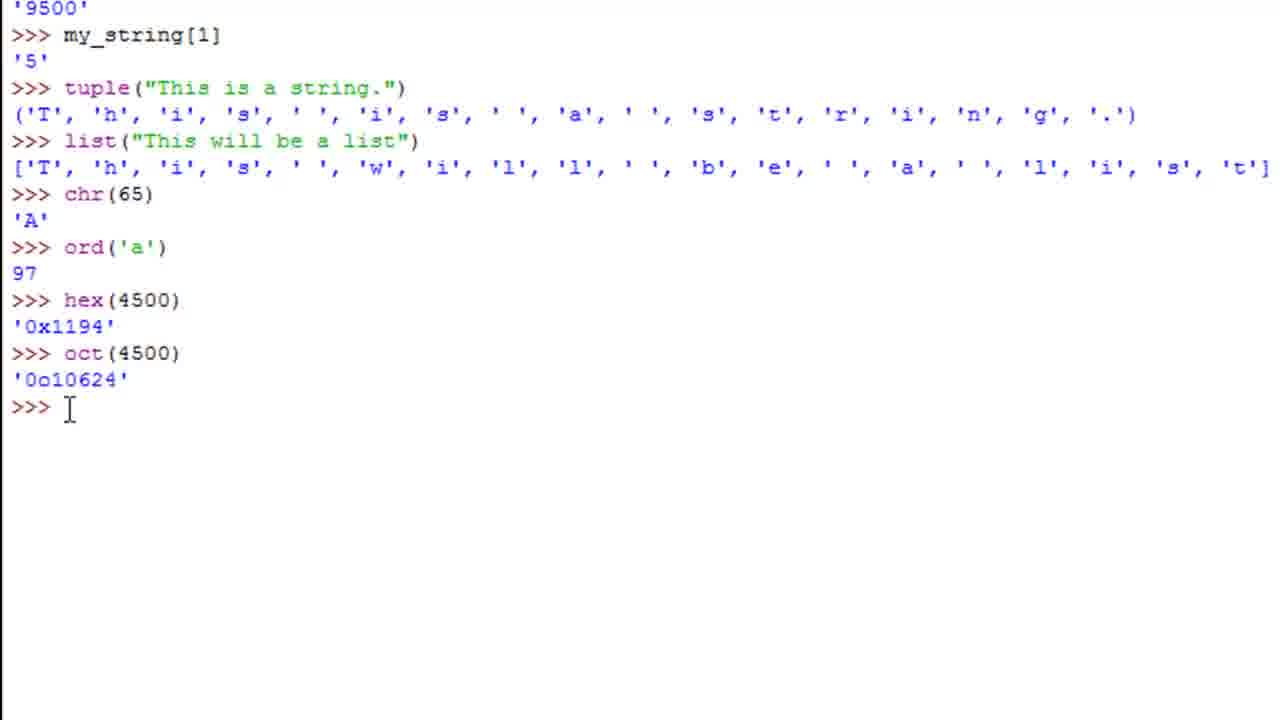 '9500'
>>> my_string[1]
'5'
>>> tuple("This is a string.")
('T', 'h', 'i', 's', ' ', 'i', 's', ' ', 'a', ' ', 's', 't', 'r', 'i', 'n', 'g', '.')
>>> list("This will be a list")
['T', 'h', 'i', 's', ' ', 'w', 'i', 'l', 'l', ' ', 'b', 'e', ' ', 'a', ' ', 'l', 'i', 's', 't']
>>> chr(65)
'A'
>>> ord('a')
97
>>> hex(4500)
'0x1194'
>>> oct(4500)
'0o10624'
>>>